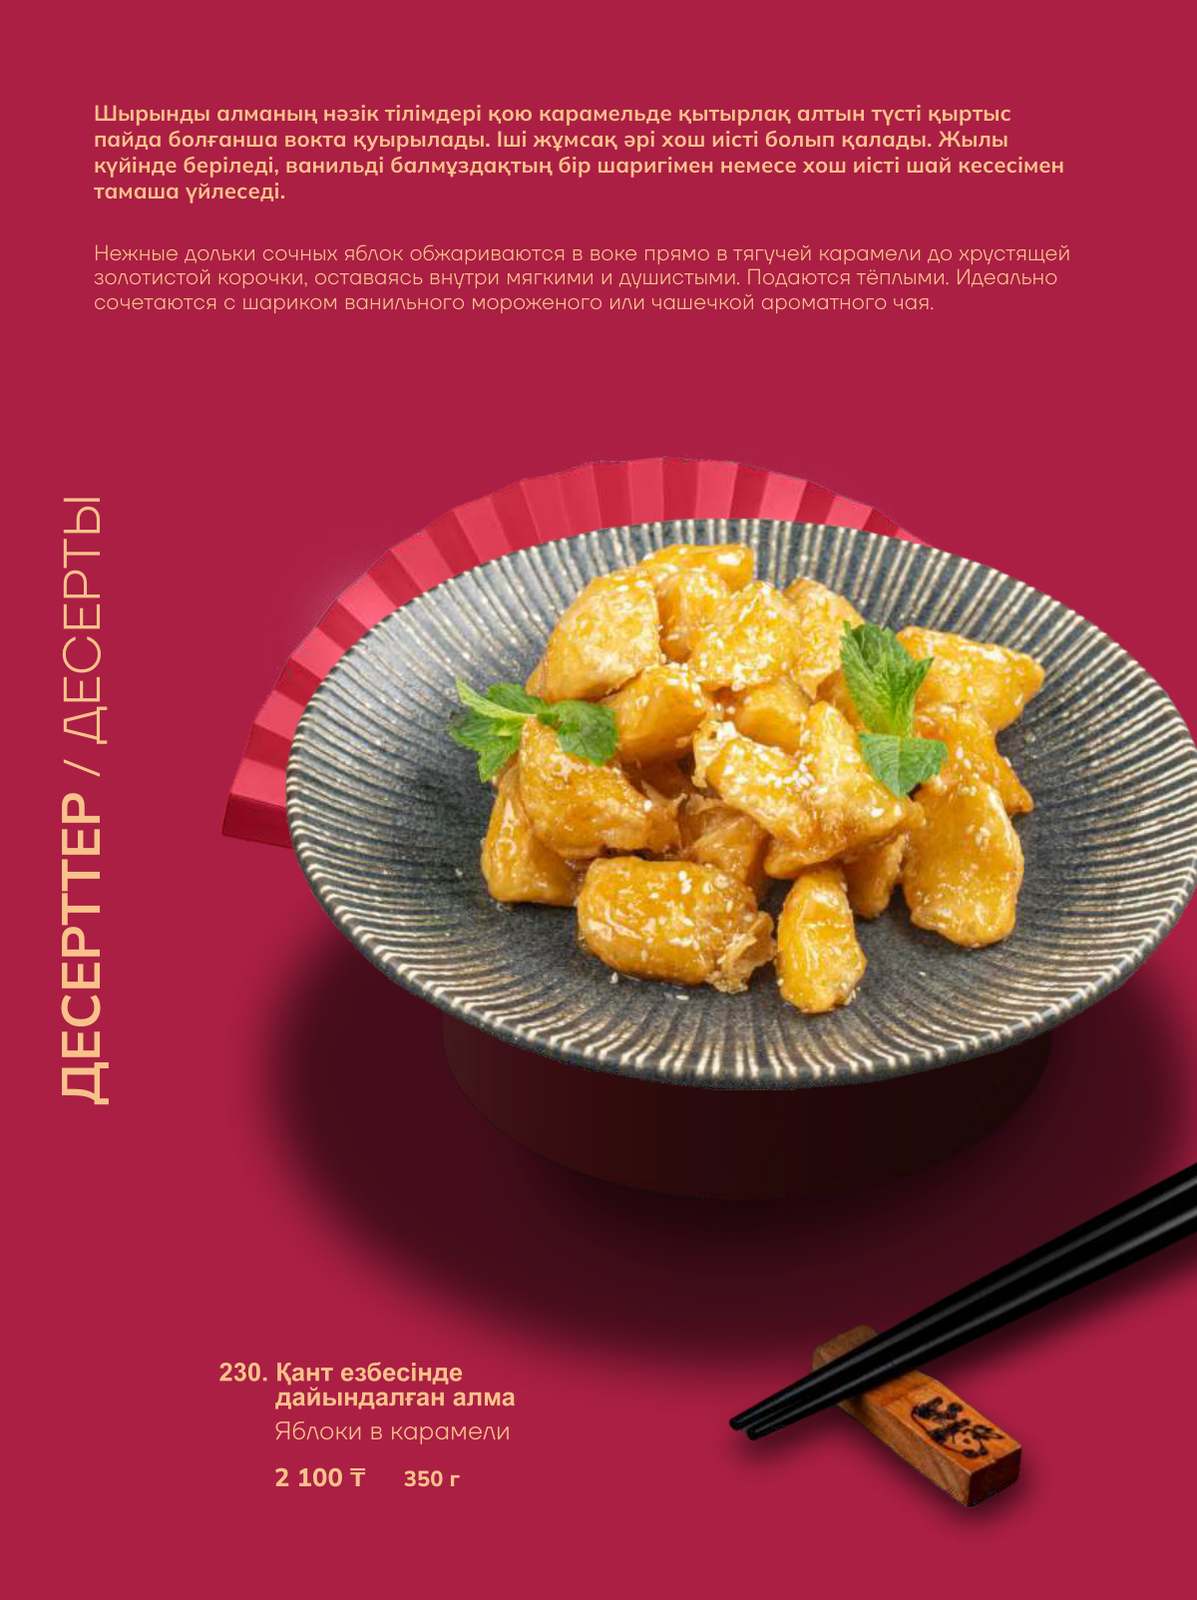 Шырынды алманың нәзік тілімдері қою карамельде қытырлақ алтын түсті қыртыс
пайда болғанша вокта қуырылады. Іші жұмсақ әрі хош иісті болып қалады. Жылы
күйінде беріледі, ванильді балмұздақтың бір шаригімен немесе хош иісті шай кесесімен
тамаша үйлеседі.
Нежные дольки сочных яблок обжариваются в воке прямо в тягучей карамели до хрустящей
золотистой корочки, оставаясь внутри мягкими и душистыми. Подаются тёплыми. Идеально
сочетаются с шариком ванильного мороженого или чашечкой ароматного чая.
ДЕСЕРТТЕР / ДЕСЕРТЫ
230. Қант езбесінде
дайындалған алма
Яблоки в карамели
2 100 ₸ 350 г